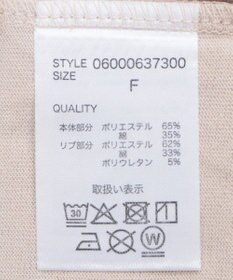 STYLE 06000637300
SIZE
F
QUALITY
本体部分 ポリエステル 65%
綿 35%
リブ部分 ポリエステル 62%
綿 33%
ポリウレタン 5%
取扱い表示
30
W